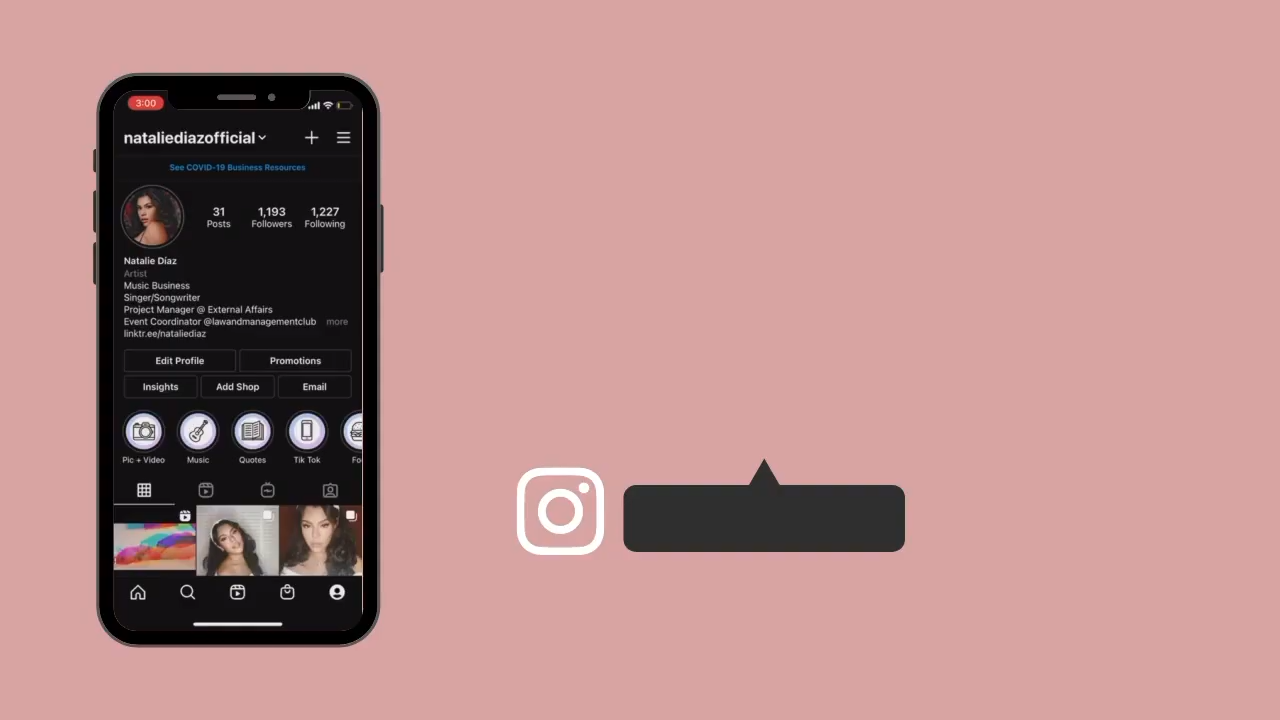 3:00
nataliediazofficial
See COVID-19 Business Resources
31 1,193 1,227
Posts Followers Following
Natalie Díaz
Artist
Music Business
Singer/Songwriter
Project Manager @ External Affairs
Event Coordinator @lawandmanagementclub more
linktr.ee/nataliediaz
Edit Profile Promotions
Insights Add Shop Email
Pic + Video Music Quotes Tik Tok Fo